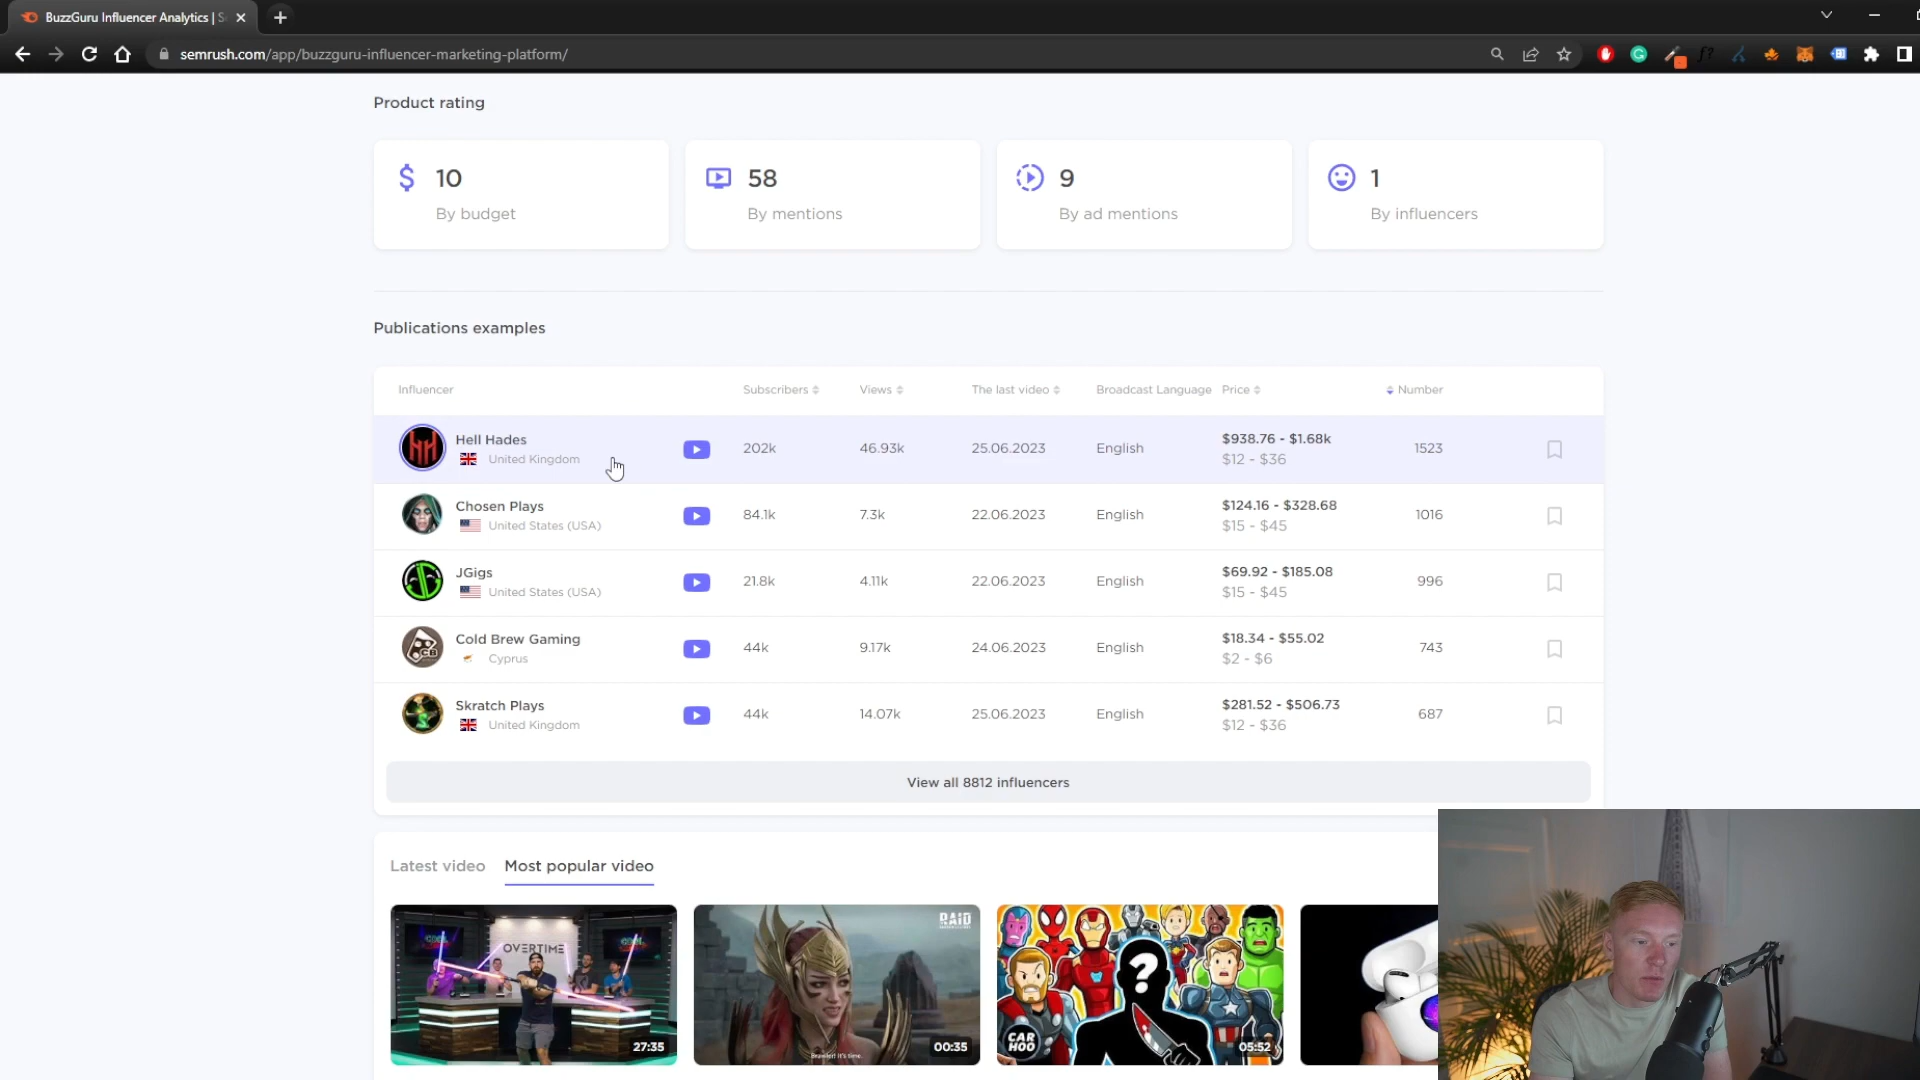 BuzzGuru Influencer Analytics | S
semrush.com/app/buzzguru-influencer-marketing-platform/
Product rating
10
By budget
58
By mentions
9
By ad mentions
1
By influencers
Publications examples
Influencer Subscribers Views The last video Broadcast Language Price Number
Hell Hades
United Kingdom
202k 46.93k 25.06.2023 English $938.76 - $1.68k 1523
$12 - $36
Chosen Plays
United States (USA)
84.1k 7.3k 22.06.2023 English $124.16 - $328.68 1016
$15 - $45
JGigs
United States (USA)
21.8k 4.11k 22.06.2023 English $69.92 - $185.08 996
$15 - $45
Cold Brew Gaming
Cyprus
44k 9.17k 24.06.2023 English $18.34 - $55.02 743
$2 - $6
Skratch Plays
United Kingdom
44k 14.07k 25.06.2023 English $281.52 - $506.73 687
$12 - $36
View all 8812 influencers
Latest video Most popular video
OVERTIME
27:35
RAID
Brawler! It's time.
00:35
?
CAR
HOO
05:52